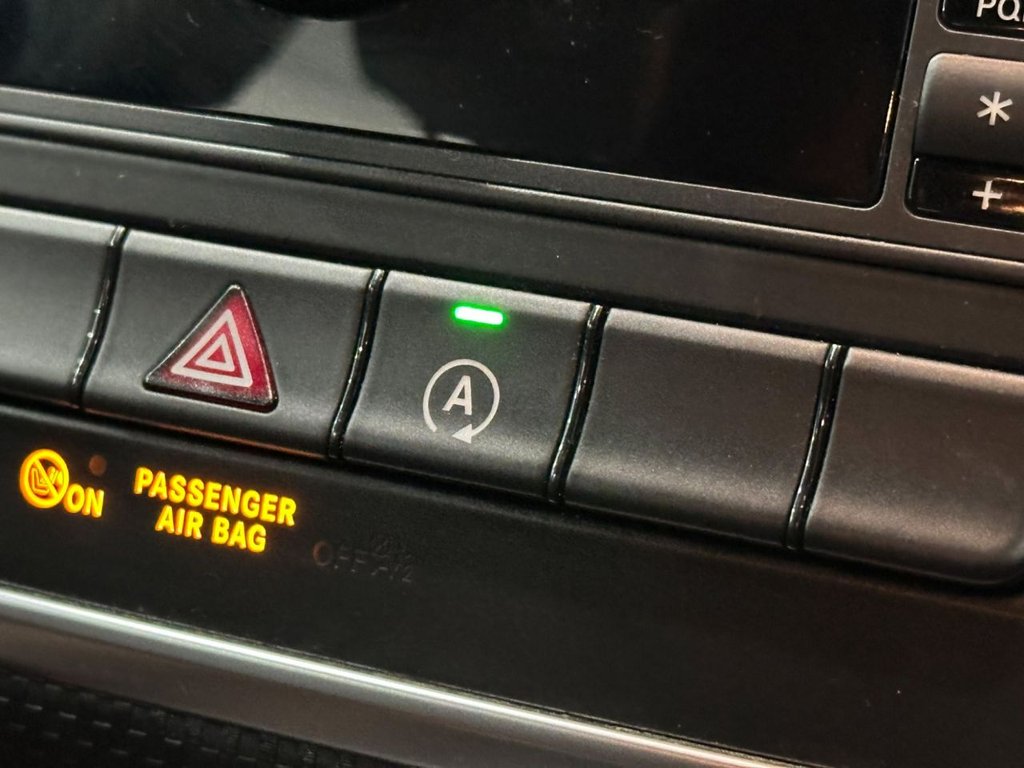 PQ
*
+
A
ON
PASSENGER
AIR BAG
OFF